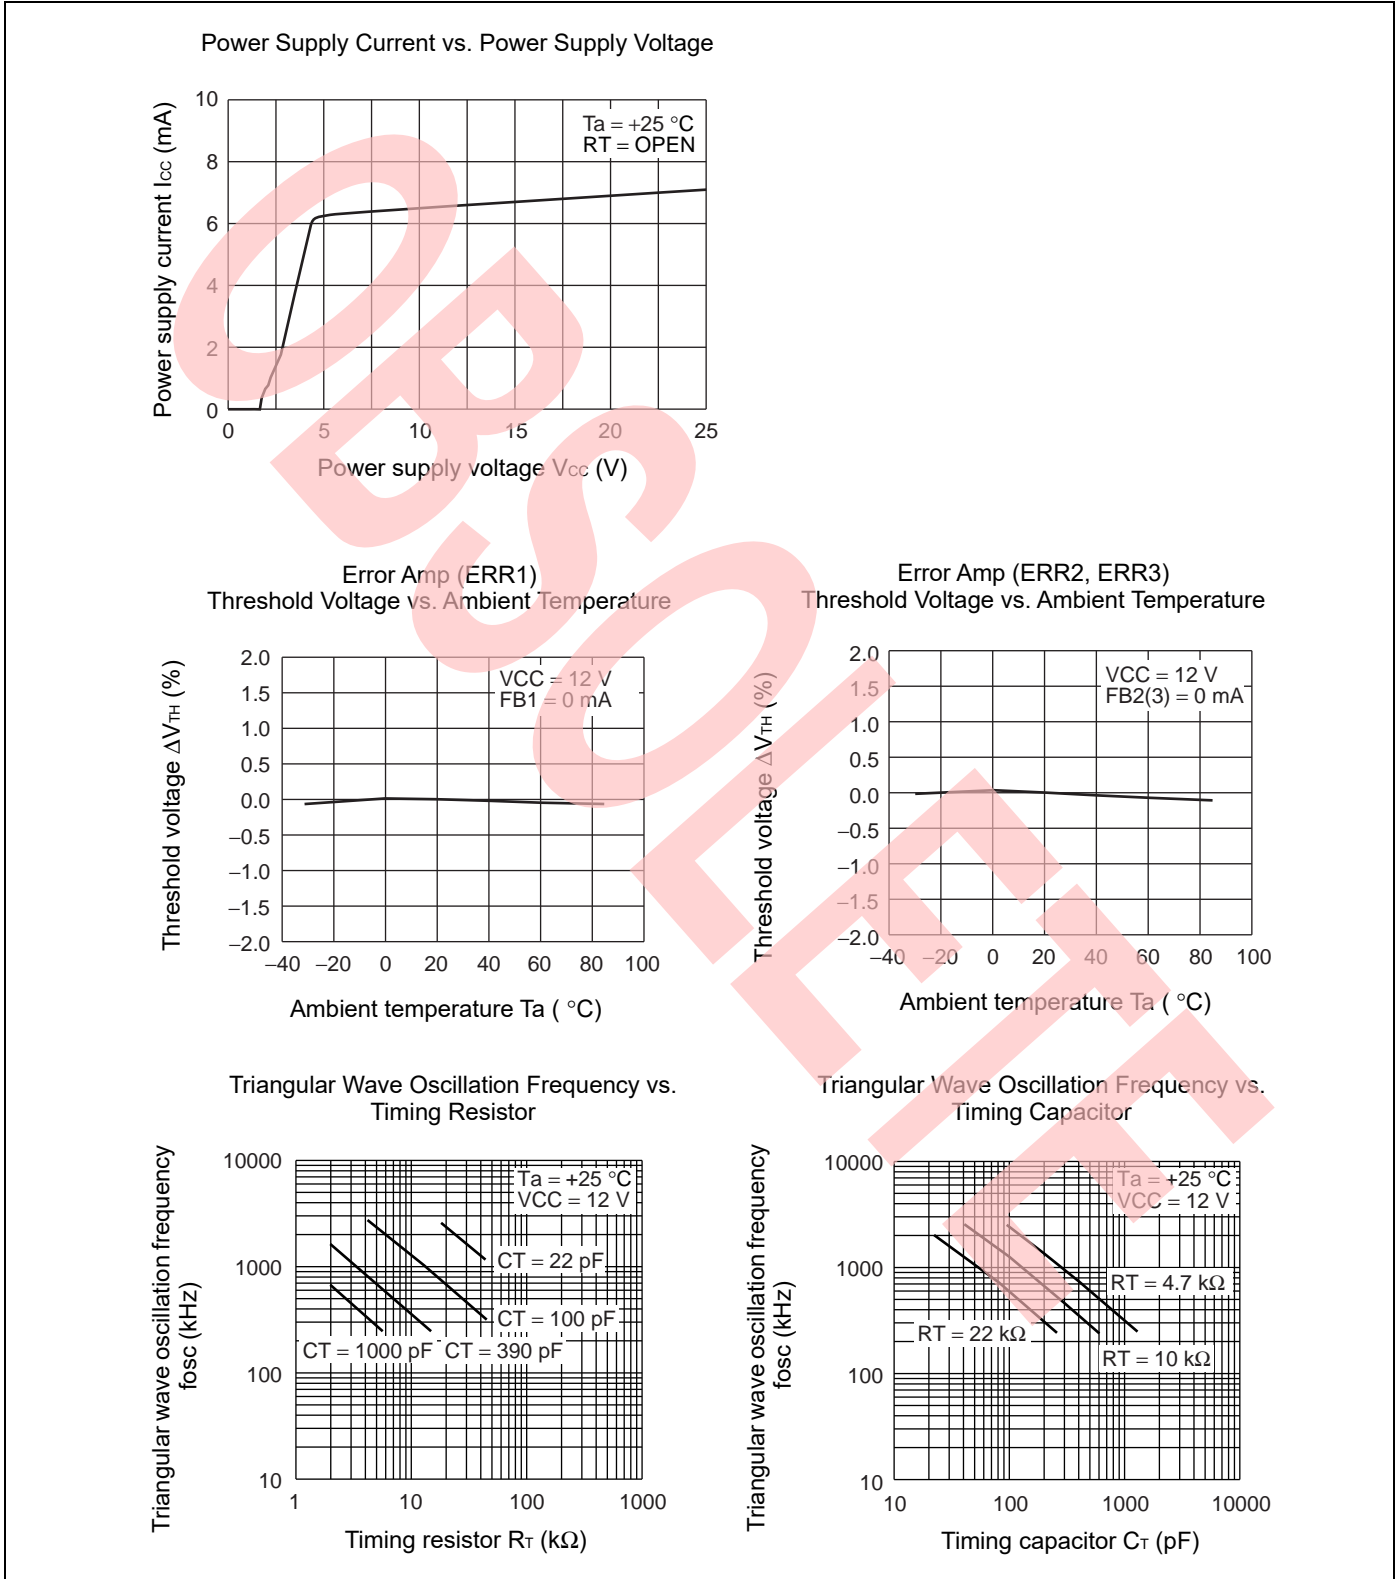 Power Supply Current vs. Power Supply Voltage
Power supply current Icc (mA)
10
8
6
4
2
0
Ta = +25 °C
RT = OPEN
0 5 10 15 20 25
Power supply voltage Vcc (V)
Error Amp (ERR1)
Threshold Voltage vs. Ambient Temperature
Threshold voltage ΔVTH (%)
2.0
1.5
1.0
0.5
0.0
−0.5
−1.0
−1.5
−2.0
VCC = 12 V
FB1 = 0 mA
−40 −20 0 20 40 60 80 100
Ambient temperature Ta ( °C)
Error Amp (ERR2, ERR3)
Threshold Voltage vs. Ambient Temperature
Threshold voltage ΔVTH (%)
2.0
1.5
1.0
0.5
0.0
−0.5
−1.0
−1.5
−2.0
VCC = 12 V
FB2(3) = 0 mA
−40 −20 0 20 40 60 80 100
Ambient temperature Ta ( °C)
Triangular Wave Oscillation Frequency vs.
Timing Resistor
Triangular wave oscillation frequency
fosc (kHz)
10000
1000
100
10
Ta = +25 °C
VCC = 12 V
CT = 22 pF
CT = 100 pF
CT = 1000 pF CT = 390 pF
1 10 100 1000
Timing resistor RT (kΩ)
Triangular Wave Oscillation Frequency vs.
Timing Capacitor
Triangular wave oscillation frequency
fosc (kHz)
10000
1000
100
10
Ta = +25 °C
VCC = 12 V
RT = 4.7 kΩ
RT = 22 kΩ
RT = 10 kΩ
10 100 1000 10000
Timing capacitor CT (pF)
OBSOLETE